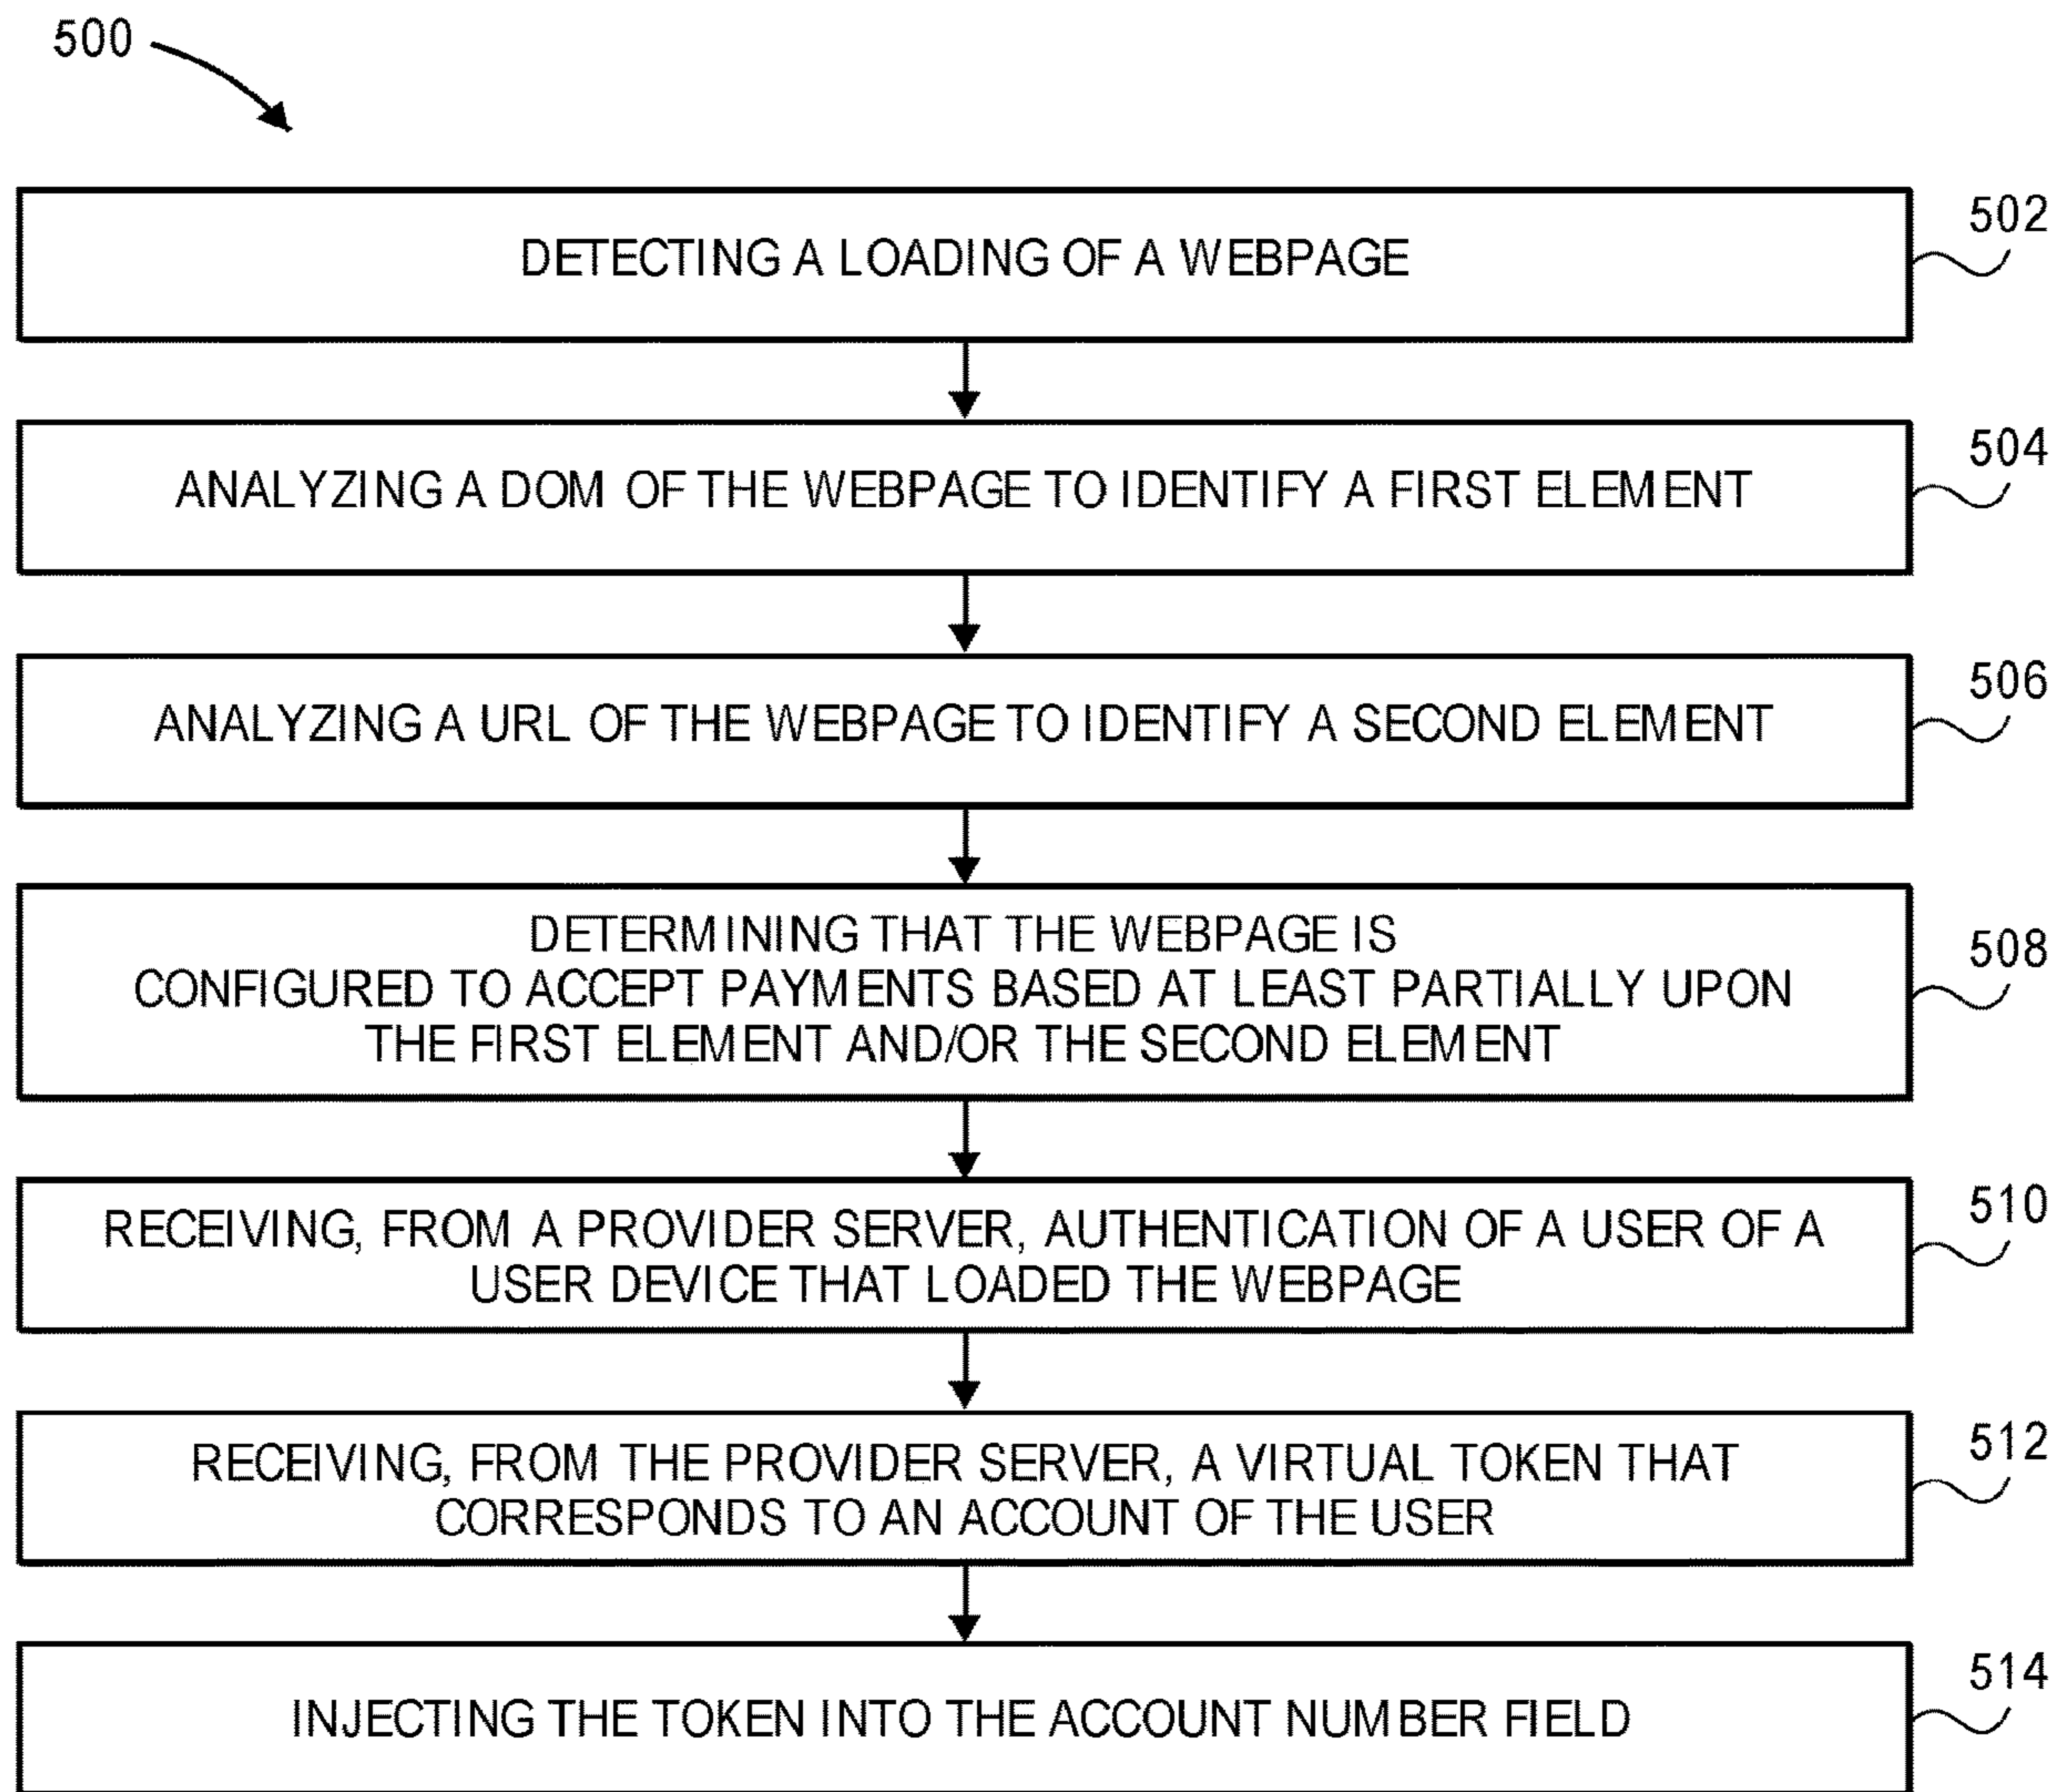 500
DETECTING A LOADING OF A WEBPAGE
502
ANALYZING A DOM OF THE WEBPAGE TO IDENTIFY A FIRST ELEMENT
504
ANALYZING A URL OF THE WEBPAGE TO IDENTIFY A SECOND ELEMENT
506
DETERMINING THAT THE WEBPAGE IS
CONFIGURED TO ACCEPT PAYMENTS BASED AT LEAST PARTIALLY UPON
THE FIRST ELEMENT AND/OR THE SECOND ELEMENT
508
RECEIVING, FROM A PROVIDER SERVER, AUTHENTICATION OF A USER OF A
USER DEVICE THAT LOADED THE WEBPAGE
510
RECEIVING, FROM THE PROVIDER SERVER, A VIRTUAL TOKEN THAT
CORRESPONDS TO AN ACCOUNT OF THE USER
512
INJECTING THE TOKEN INTO THE ACCOUNT NUMBER FIELD
514